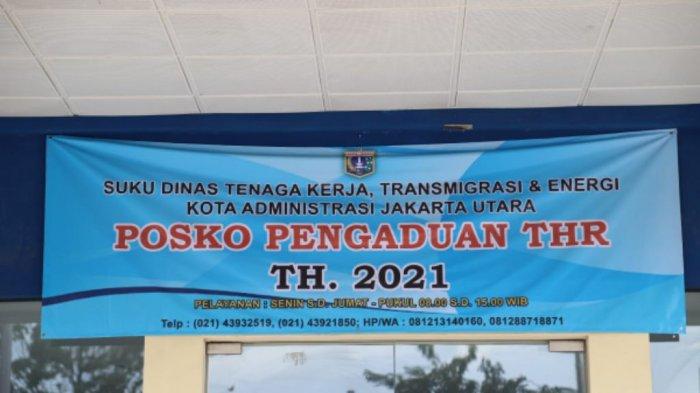 SUKU DINAS TENAGA KERJA, TRANSMIGRASI & ENERGI
KOTA ADMINISTRASI JAKARTA UTARA
POSKO PENGADUAN THR
TH. 2021
PELAYANAN : SENIN S.D. JUMAT - PUKUL 08.00 S.D. 15.00 WIB
Telp : (021) 43932519, (021) 43921850; HP/WA : 081213140160, 081288718871